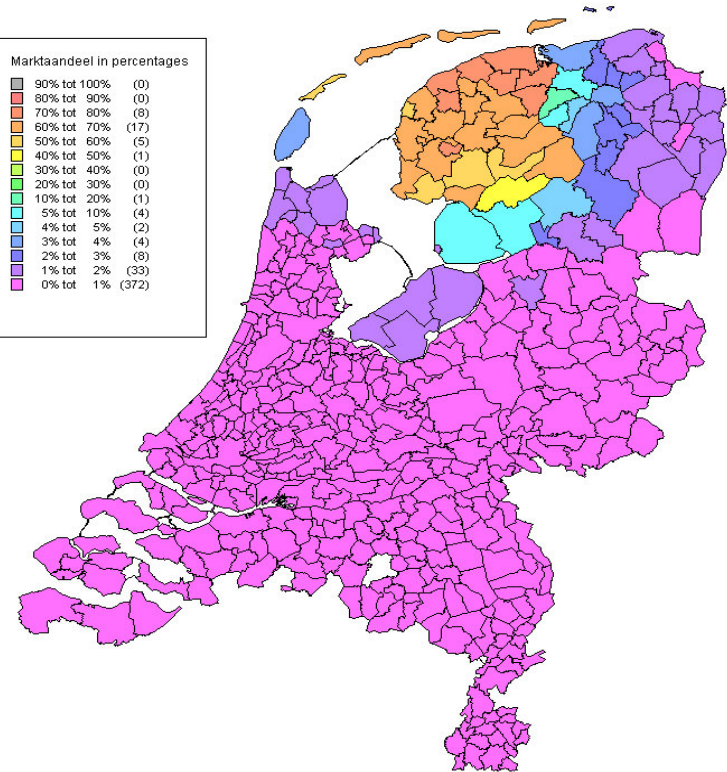 Marktaandeel in percentages
90% tot 100% (0)
80% tot 90% (0)
70% tot 80% (8)
60% tot 70% (17)
50% tot 60% (5)
40% tot 50% (1)
30% tot 40% (0)
20% tot 30% (0)
10% tot 20% (1)
5% tot 10% (4)
4% tot 5% (2)
3% tot 4% (4)
2% tot 3% (8)
1% tot 2% (33)
0% tot 1% (372)